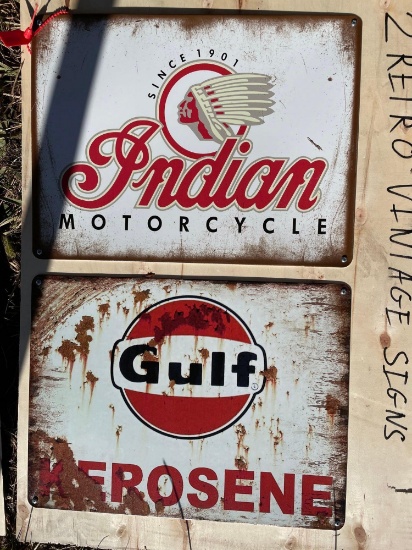 SINCE 1901
Indian
MOTORCYCLE
Gulf
KEROSENE
2 RETRO VINTAGE SIGNS